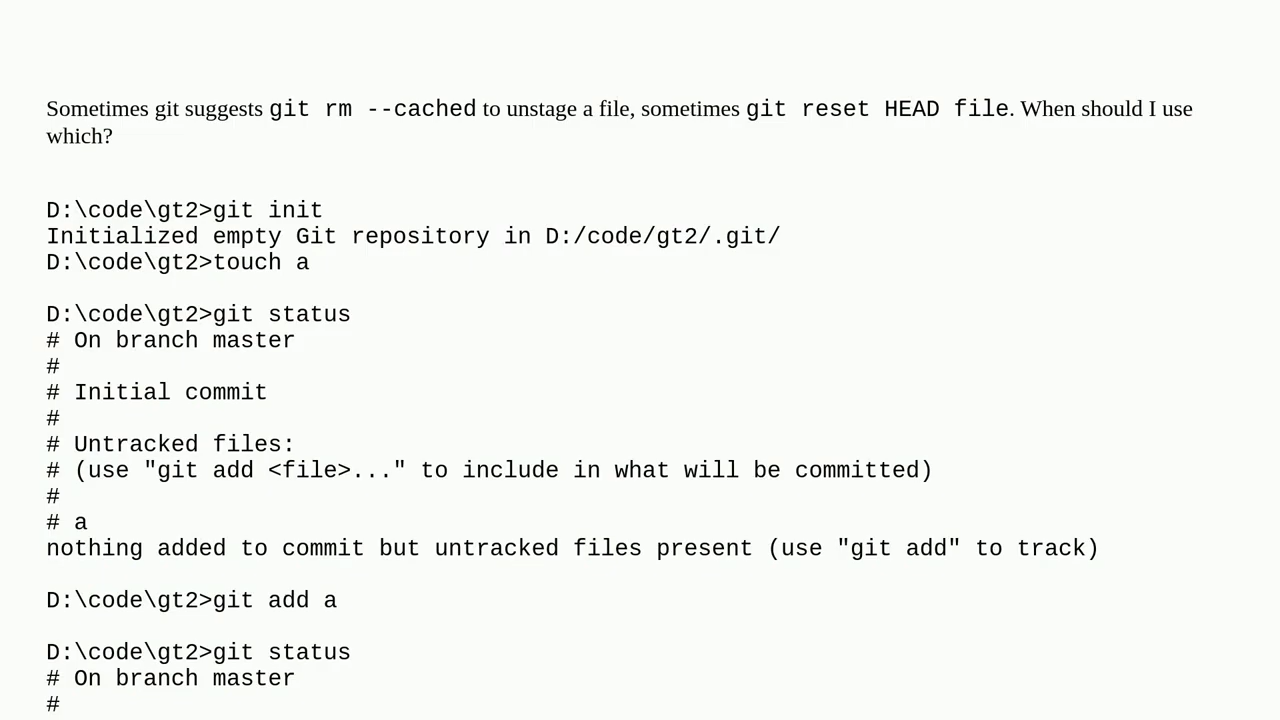 Sometimes git suggests git rm --cached to unstage a file, sometimes git reset HEAD file. When should I use
which?
D:\code\gt2>git init
Initialized empty Git repository in D:/code/gt2/.git/
D:\code\gt2>touch a
D:\code\gt2>git status
# On branch master
#
# Initial commit
#
# Untracked files:
# (use "git add <file>..." to include in what will be committed)
#
# a
nothing added to commit but untracked files present (use "git add" to track)
D:\code\gt2>git add a
D:\code\gt2>git status
# On branch master
#